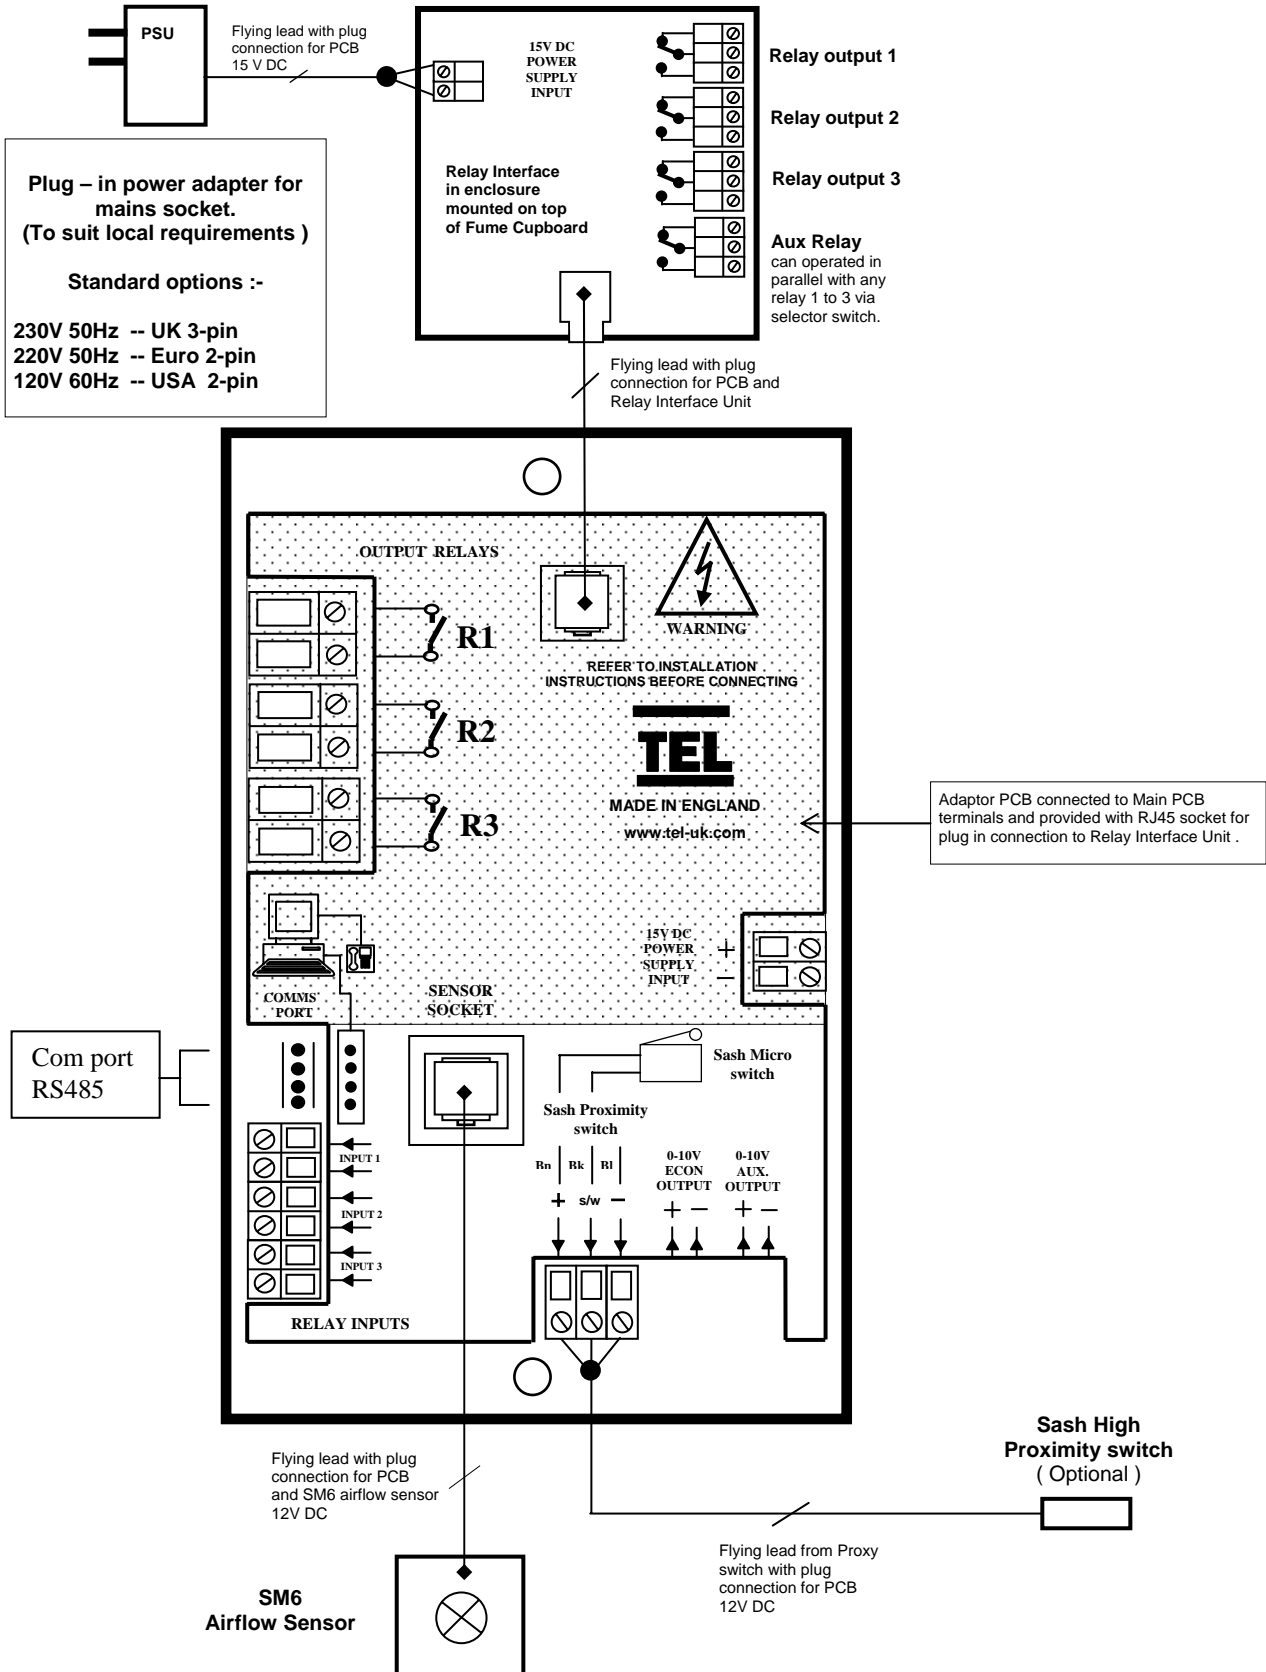 PSU
Flying lead with plug
connection for PCB
15 V DC
15V DC
POWER
SUPPLY
INPUT
Relay output 1
Relay output 2
Relay output 3
Aux Relay
can operated in
parallel with any
relay 1 to 3 via
selector switch.
Relay Interface
in enclosure
mounted on top
of Fume Cupboard
Plug – in power adapter for
mains socket.
(To suit local requirements )
Standard options :-
230V 50Hz -- UK 3-pin
220V 50Hz -- Euro 2-pin
120V 60Hz -- USA 2-pin
Flying lead with plug
connection for PCB and
Relay Interface Unit
OUTPUT RELAYS
R1
R2
R3
WARNING
REFER TO INSTALLATION
INSTRUCTIONS BEFORE CONNECTING
TEL
MADE IN ENGLAND
www.tel-uk.com
Adaptor PCB connected to Main PCB
terminals and provided with RJ45 socket for
plug in connection to Relay Interface Unit .
15V DC
POWER
SUPPLY
INPUT
+
–
COMMS
PORT
SENSOR
SOCKET
Com port
RS485
Sash Micro
switch
Sash Proximity
switch
Bn Bk Bl
+ s/w –
0-10V
ECON
OUTPUT
+ –
0-10V
AUX.
OUTPUT
+ –
INPUT 1
INPUT 2
INPUT 3
RELAY INPUTS
Flying lead with plug
connection for PCB
and SM6 airflow sensor
12V DC
Sash High
Proximity switch
( Optional )
Flying lead from Proxy
switch with plug
connection for PCB
12V DC
SM6
Airflow Sensor